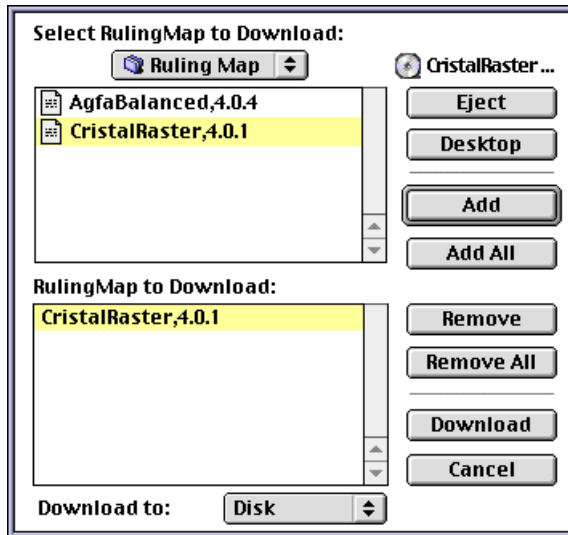 Select RulingMap to Download:
Ruling Map
CristalRaster ...
AgfaBalanced,4.0.4
CristalRaster,4.0.1
Eject
Desktop
Add
Add All
RulingMap to Download:
CristalRaster,4.0.1
Remove
Remove All
Download
Cancel
Download to:
Disk